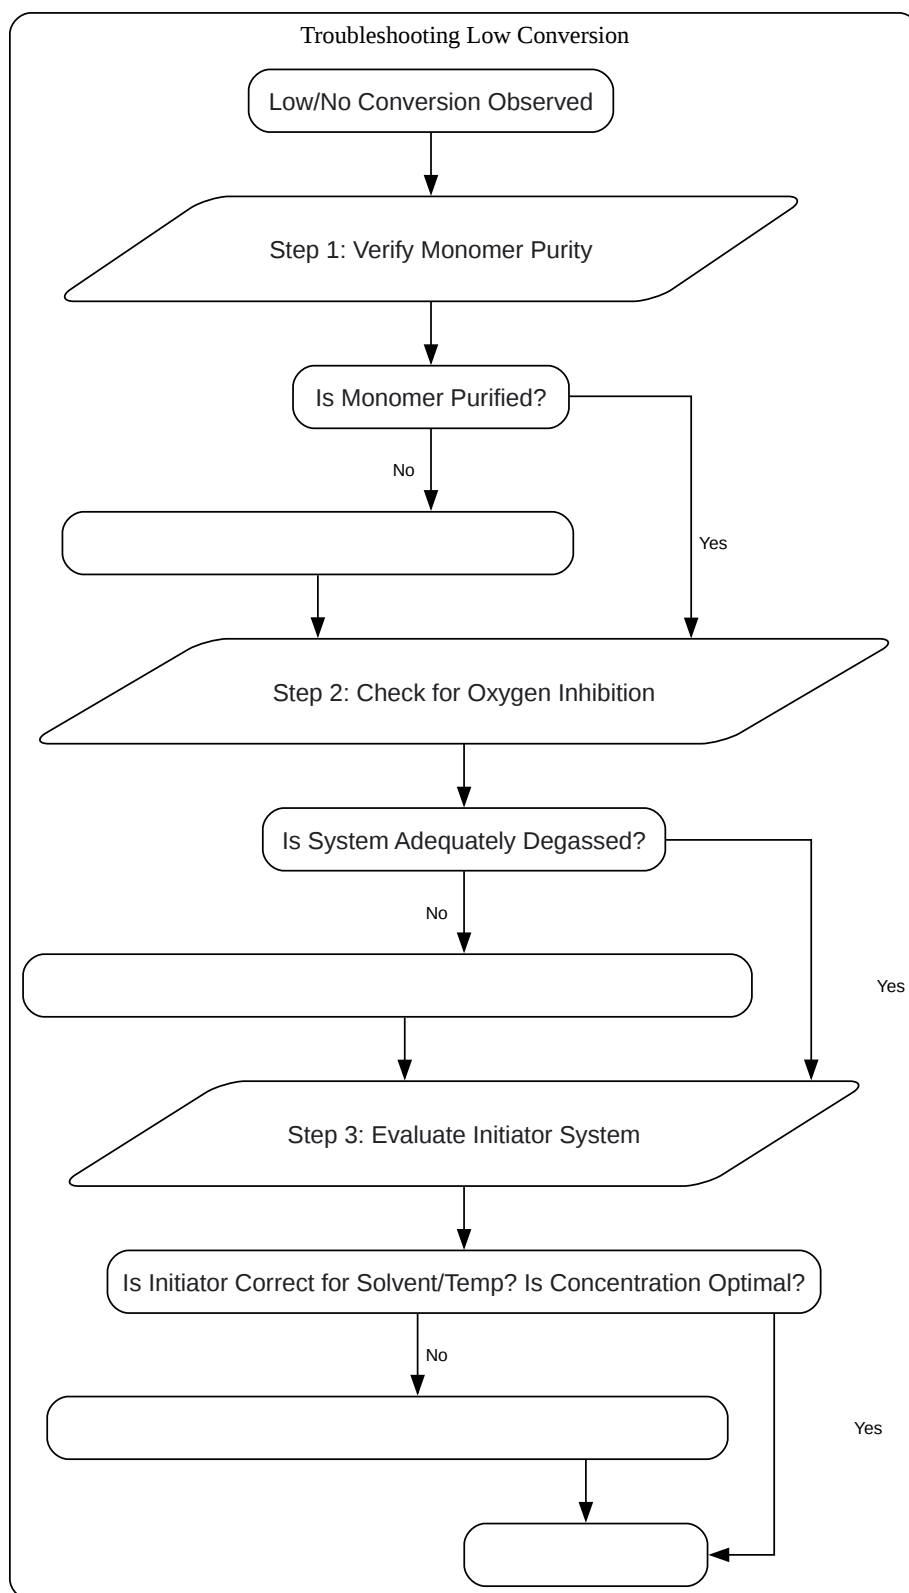 Troubleshooting Low Conversion
Low/No Conversion Observed
Step 1: Verify Monomer Purity
Is Monomer Purified?
No
Yes
Step 2: Check for Oxygen Inhibition
Is System Adequately Degassed?
No
Yes
Step 3: Evaluate Initiator System
Is Initiator Correct for Solvent/Temp? Is Concentration Optimal?
No
Yes